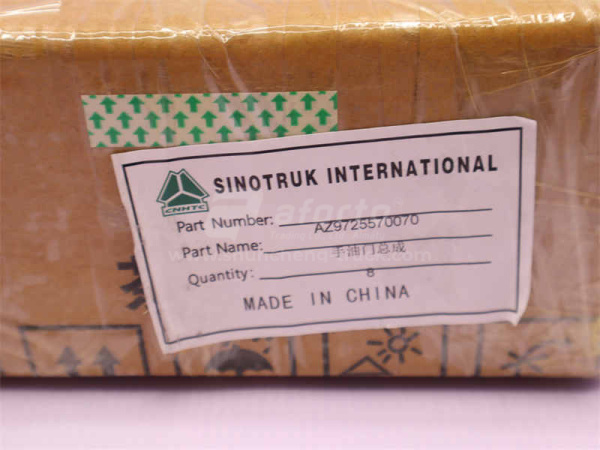 SINOTRUK INTERNATIONAL
CNHTC
Part Number: AZ9725570070
Part Name: 手油门总成
Quantity: 8
MADE IN CHINA